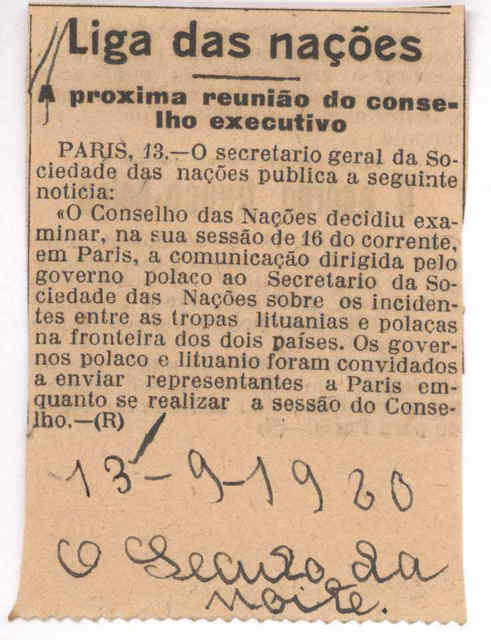 Liga das nações
A proxima reunião do conse-
lho executivo
PARIS, 13.—O secretario geral da So-
ciedade das nações publica a seguinte
noticia:
«O Conselho das Nações decidiu exa-
minar, na sua sessão de 16 do corrente,
em Paris, a comunicação dirigida pelo
governo polaco ao Secretario da So-
ciedade das Nações sobre os inciden-
tes entre as tropas lituanias e polaças
na fronteira dos dois países. Os gover-
nos polaco e lituanio foram convidados
a enviar representantes a Paris em-
quanto se realizar a sessão do Conse-
lho.—(R)
13-9-1920
O Seculo da
noite.